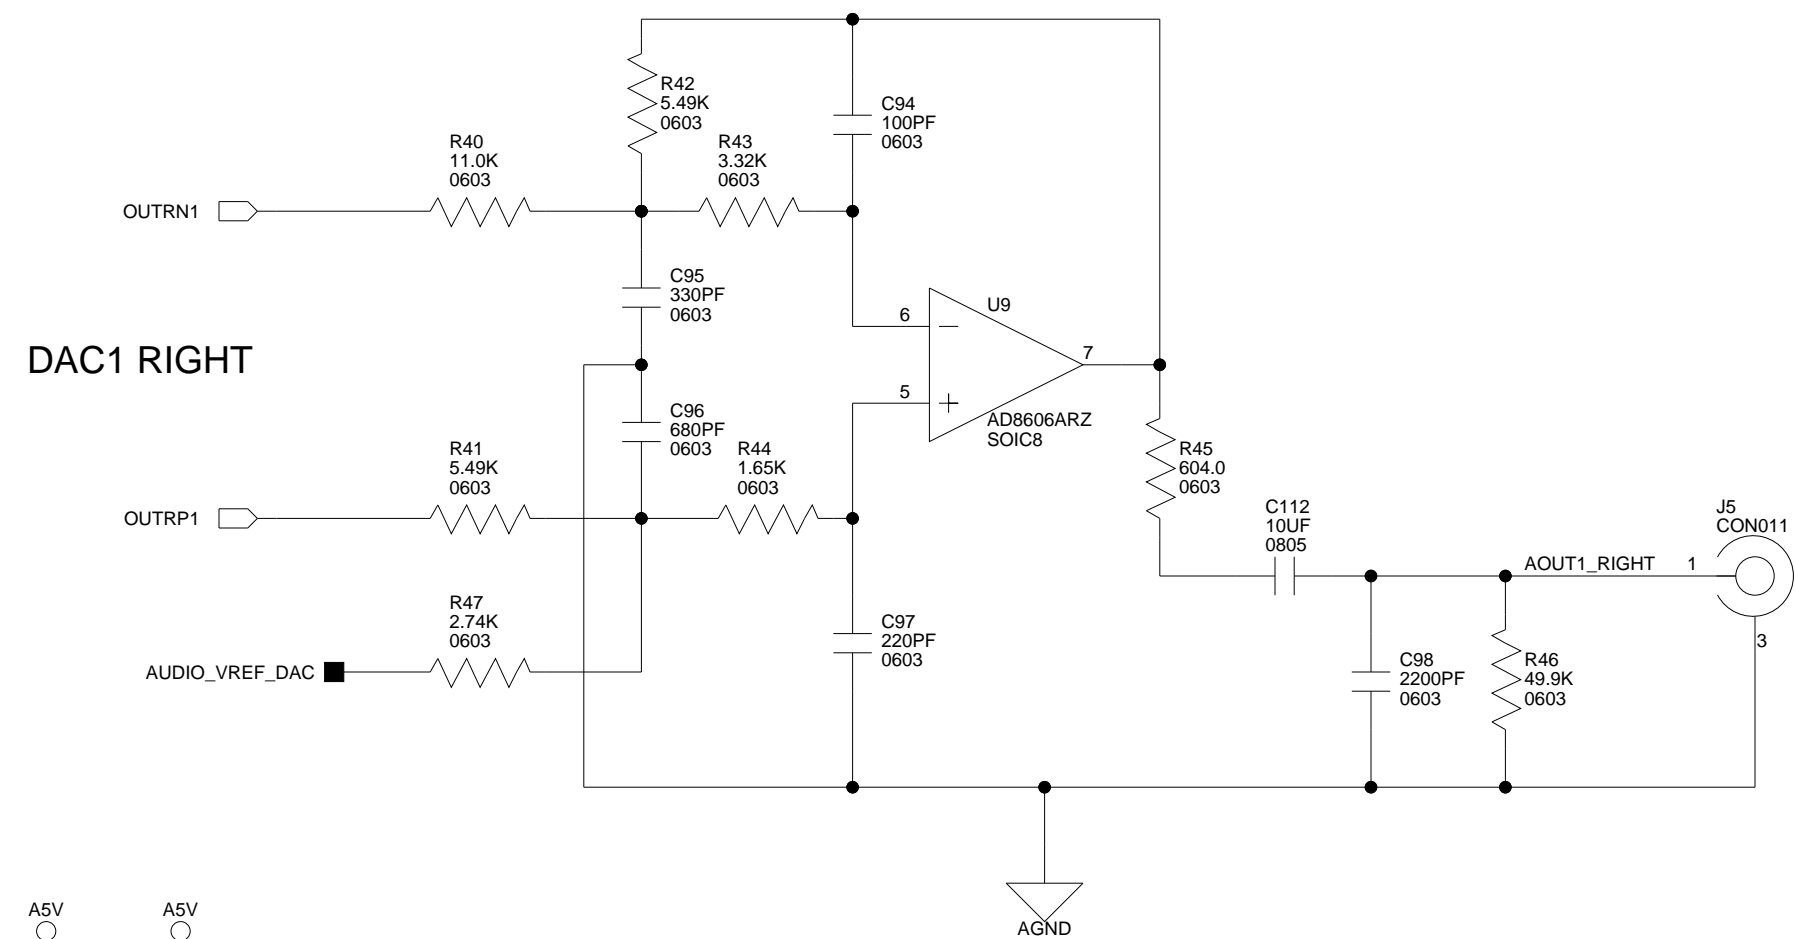 R42
5.49K
0603
C94
100PF
0603
R40
11.0K
0603
R43
3.32K
0603
OUTRN1
C95
330PF
0603
U9
6
-
7
5
+
AD8606ARZ
SOIC8
DAC1 RIGHT
C96
680PF
0603
R41
5.49K
0603
R44
1.65K
0603
R45
604.0
0603
OUTRP1
C112
10UF
0805
J5
CON011
AOUT1_RIGHT
1
3
R47
2.74K
0603
AUDIO_VREF_DAC
C97
220PF
0603
C98
2200PF
0603
R46
49.9K
0603
A5V
A5V
AGND